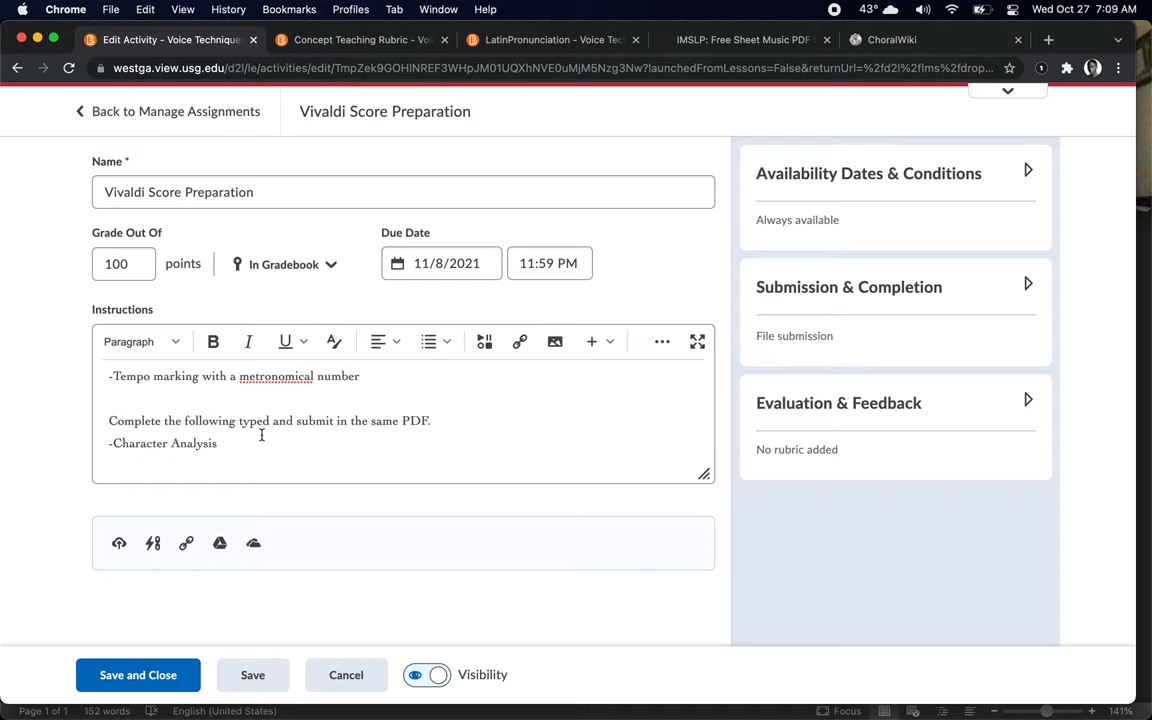 Chrome File Edit View History Bookmarks Profiles Tab Window Help 43° Wed Oct 27 7:09 AM
Edit Activity - Voice Technique Concept Teaching Rubric - Voi LatinPronunciation - Voice Tec IMSLP: Free Sheet Music PDF ChoralWiki
westga.view.usg.edu/d2l/le/activities/edit/TmpZek9GOHlNREF3WHpJM01UQXhNVE0uMjM5Nzg3Nw?launchedFromLessons=False&returnUrl=%2fd2l%2flms%2fdrop...
Back to Manage Assignments Vivaldi Score Preparation
Name *
Vivaldi Score Preparation
Grade Out Of Due Date
100 points In Gradebook 11/8/2021 11:59 PM
Instructions
Paragraph B I U
-Tempo marking with a metronomical number
Complete the following typed and submit in the same PDF.
-Character Analysis
Availability Dates & Conditions
Always available
Submission & Completion
File submission
Evaluation & Feedback
No rubric added
Save and Close Save Cancel Visibility
Page 1 of 1 152 words English (United States) Focus 141%